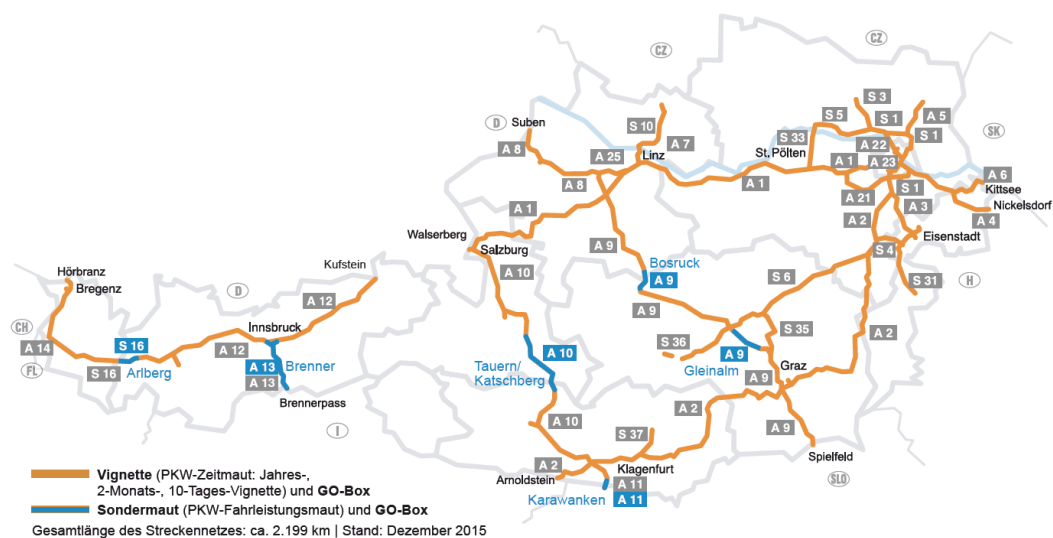 CZ
CZ
S 3
S 5
S 1
A 5
D
Suben
S 10
A 7
S 33
S 1
SK
A 8
A 25
Linz
St. Pölten
A 22
A 1
A 23
A 8
A 1
A 6
Kittsee
A 21
S 1
A 3
Nickelsdorf
A 1
A 2
A 4
Walserberg
Salzburg
A 9
Eisenstadt
A 10
Bosruck
S 4
Hörbranz
Bregenz
Kufstein
D
A 9
S 6
H
S 31
A 12
A 9
CH
Innsbruck
S 35
A 2
A 14
S 16
A 12
S 36
FL
S 16
Arlberg
A 13
Brenner
A 10
A 9
A 13
Tauern/
Katschberg
Gleinalm
Graz
A 9
Brennerpass
A 2
A 10
I
S 37
A 9
A 2
Klagenfurt
Spielfeld
Arnoldstein
A 11
SLO
Karawanken
A 11
Vignette (PKW-Zeitmaut: Jahres-,
2-Monats-, 10-Tages-Vignette) und GO-Box
Sondermaut (PKW-Fahrleistungsmaut) und GO-Box
Gesamtlänge des Streckennetzes: ca. 2.199 km | Stand: Dezember 2015